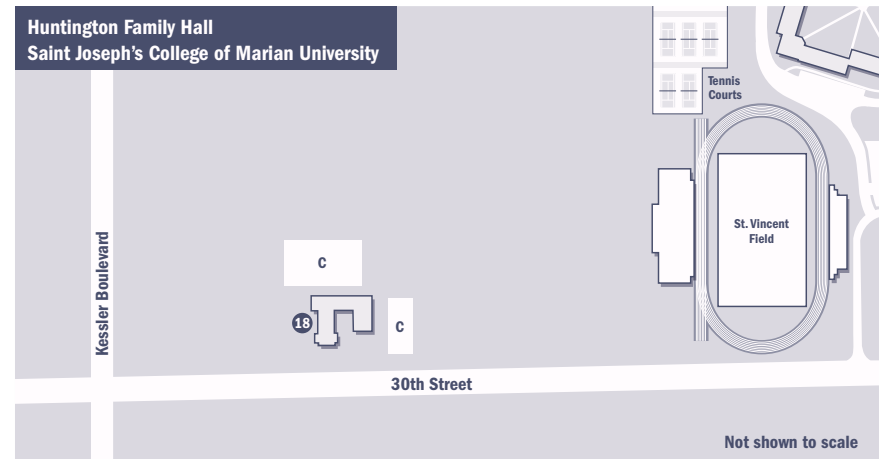 Huntington Family Hall
Saint Joseph's College of Marian University
Tennis
Courts
St. Vincent
Field
Kessler Boulevard
C
18
C
30th Street
Not shown to scale